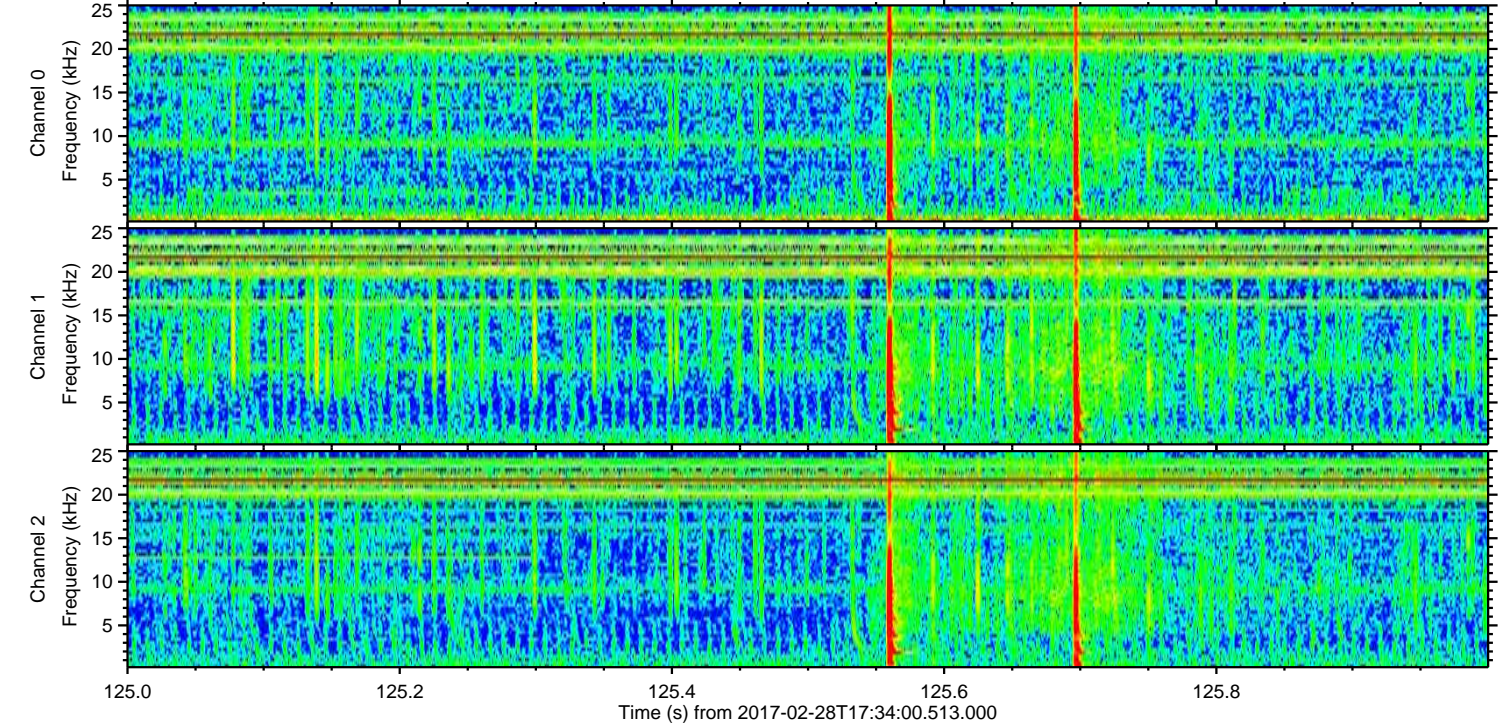 25
20
15
10
5
Channel 0
Frequency (kHz)
25
20
15
10
5
Channel 1
Frequency (kHz)
25
20
15
10
5
Channel 2
Frequency (kHz)
125.0 125.2 125.4 125.6 125.8
Time (s) from 2017-02-28T17:34:00.513.000